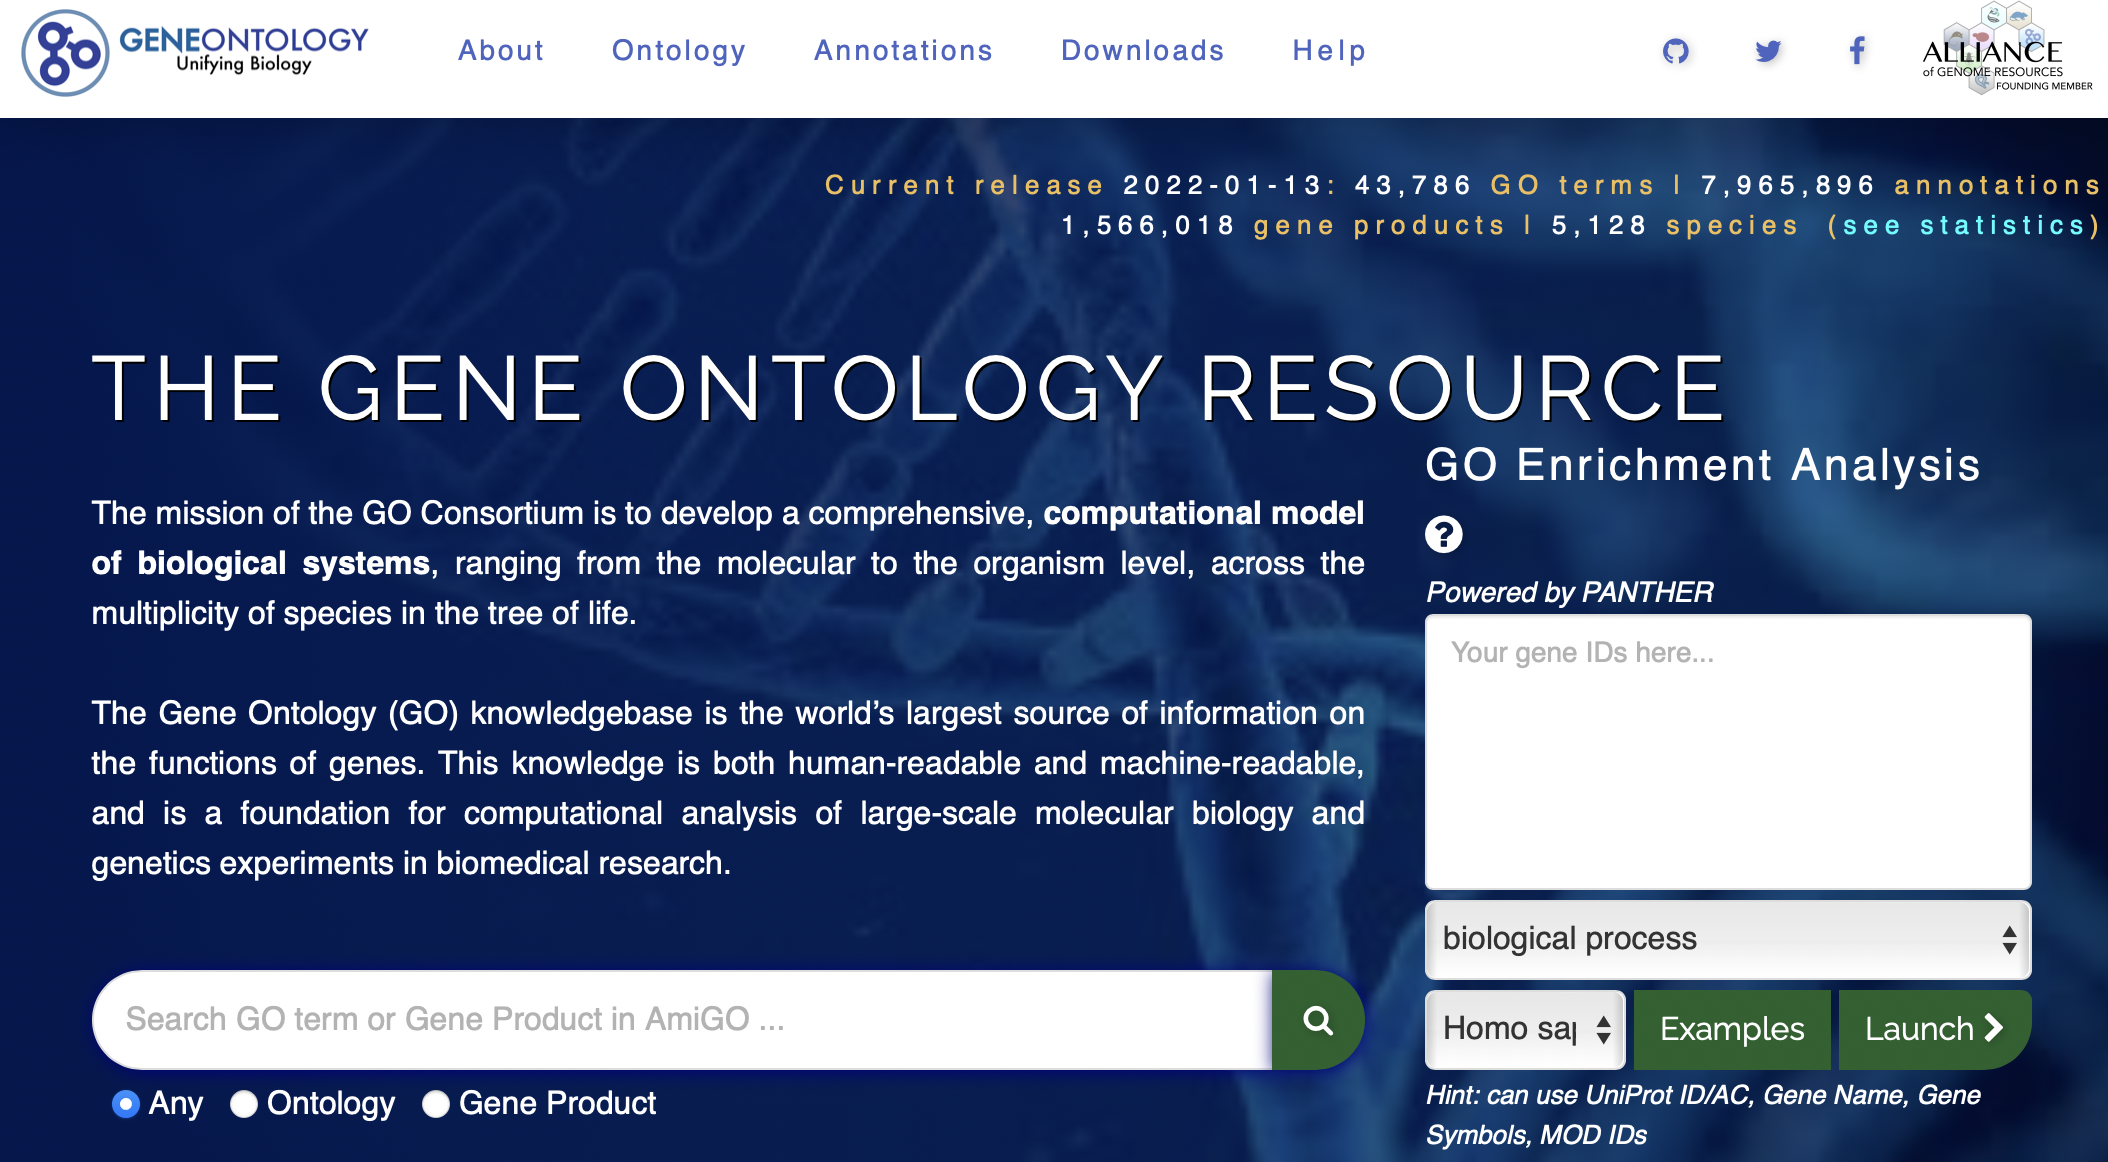 GENEONTOLOGY
Unifying Biology
About Ontology Annotations Downloads Help
ALLIANCE
of GENOME RESOURCES
FOUNDING MEMBER
Current release 2022-01-13: 43,786 GO terms | 7,965,896 annotations
1,566,018 gene products | 5,128 species (see statistics)
THE GENE ONTOLOGY RESOURCE
The mission of the GO Consortium is to develop a comprehensive, computational model
of biological systems, ranging from the molecular to the organism level, across the
multiplicity of species in the tree of life.
The Gene Ontology (GO) knowledgebase is the world’s largest source of information on
the functions of genes. This knowledge is both human-readable and machine-readable,
and is a foundation for computational analysis of large-scale molecular biology and
genetics experiments in biomedical research.
Search GO term or Gene Product in AmiGO ...
Any Ontology Gene Product
GO Enrichment Analysis
?
Powered by PANTHER
Your gene IDs here...
biological process
Homo sap Examples Launch
Hint: can use UniProt ID/AC, Gene Name, Gene
Symbols, MOD IDs